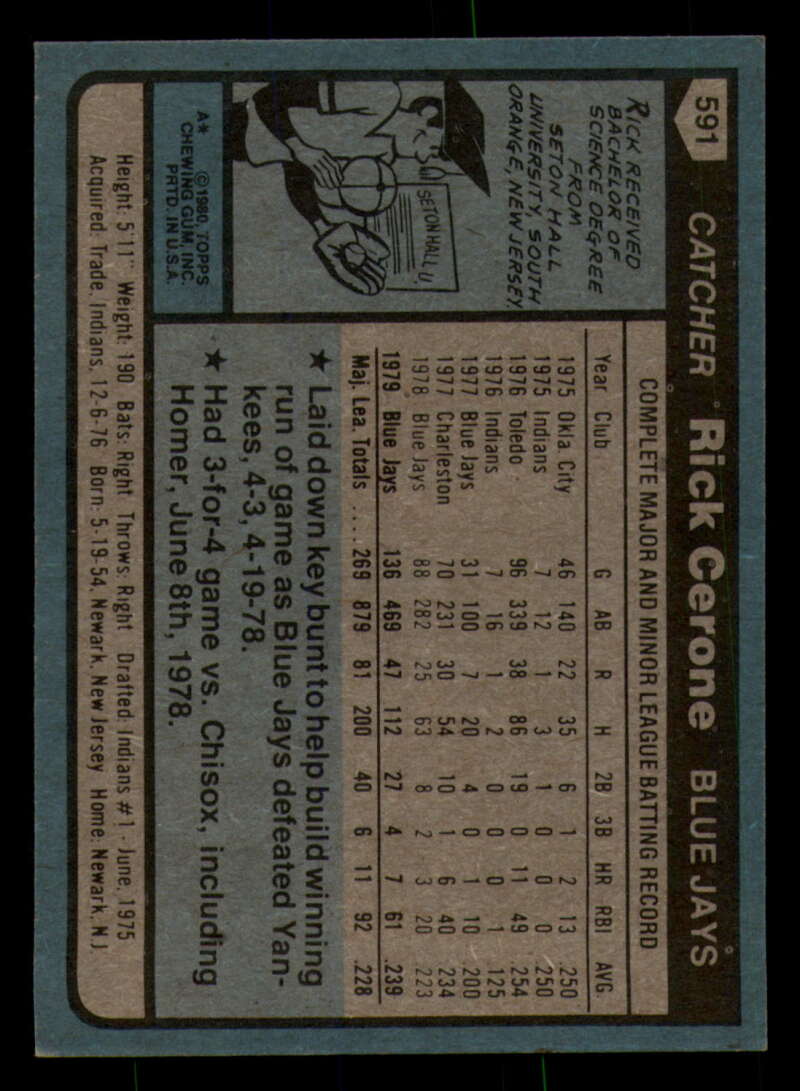 591
CATCHER Rick Cerone BLUE JAYS
RICK RECEIVED
BACHELOR OF
SCIENCE DEGREE
FROM
SETON HALL
UNIVERSITY, SOUTH
ORANGE, NEW JERSEY
SETON HALL U.
A★1 ©1980, TOPPS
CHEWING GUM, INC.
PRTD. IN U.S.A.
COMPLETE MAJOR AND MINOR LEAGUE BATTING RECORD
Year Club G AB R H 2B 3B HR RBI AVG
1975 Okla City 46 140 22 35 6 1 2 13 .250
1975 Indians 7 12 1 3 1 0 0 0 .250
1976 Toledo 96 339 38 86 19 0 11 49 .254
1976 Indians 7 16 1 2 0 0 0 1 .125
1977 Blue Jays 31 100 7 20 4 0 1 10 .200
1977 Charleston 70 231 30 54 10 1 6 40 .234
1978 Blue Jays 88 282 25 63 8 2 3 20 .223
1979 Blue Jays 136 469 47 112 27 4 7 61 .239
Maj. Lea. Totals .... 269 879 81 200 40 6 11 92 .228
★ Laid down key bunt to help build winning
run of game as Blue Jays defeated Yan-
kees, 4-3, 4-19-78.
★ Had 3-for-4 game vs. Chisox, including
Homer, June 8th, 1978.
Height: 5'11" Weight: 190 Bats: Right Throws: Right Drafted: Indians #1 - June, 1975
Acquired: Trade, Indians, 12-6-76 Born: 5-19-54, Newark, New Jersey Home: Newark, N.J.